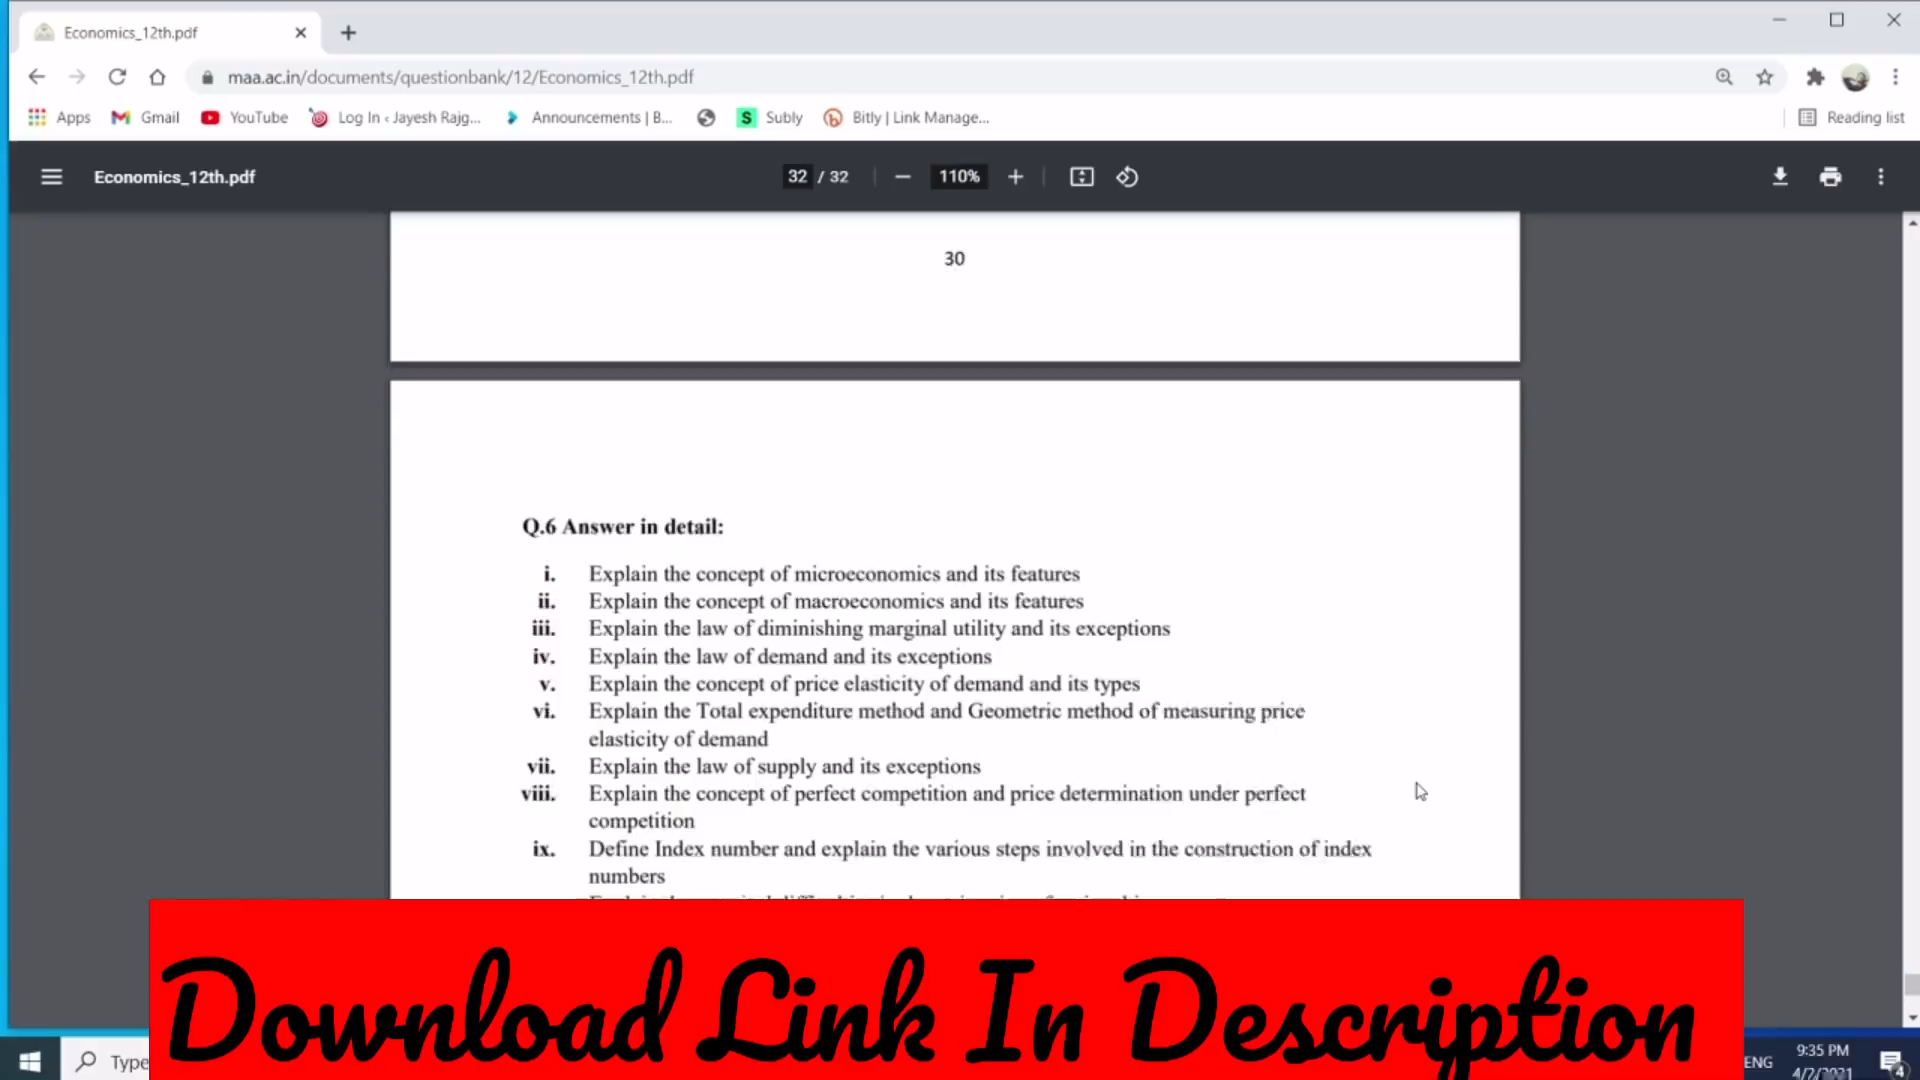 Economics_12th.pdf
maa.ac.in/documents/questionbank/12/Economics_12th.pdf
Apps Gmail YouTube Log In ‹ Jayesh Rajg... Announcements | B... Subly Bitly | Link Manage... Reading list
Economics_12th.pdf 32 / 32 110%
30
Q.6 Answer in detail:
i. Explain the concept of microeconomics and its features
ii. Explain the concept of macroeconomics and its features
iii. Explain the law of diminishing marginal utility and its exceptions
iv. Explain the law of demand and its exceptions
v. Explain the concept of price elasticity of demand and its types
vi. Explain the Total expenditure method and Geometric method of measuring price
elasticity of demand
vii. Explain the law of supply and its exceptions
viii. Explain the concept of perfect competition and price determination under perfect
competition
ix. Define Index number and explain the various steps involved in the construction of index
numbers
Download Link In Description
Type
ENG
9:35 PM
4